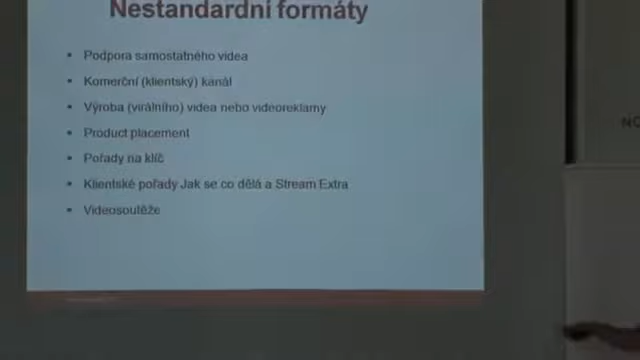 Nestandardní formáty
• Podpora samostatného videa
• Komerční (klientský) kanál
• Výroba (virálního) videa nebo videoreklamy
• Product placement
• Pořady na klíč
• Klientské pořady Jak se co dělá a Stream Extra
• Videosoutěže
NO